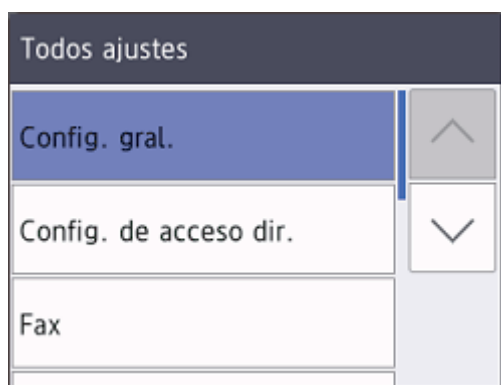 Todos ajustes
Config. gral.
Config. de acceso dir.
Fax